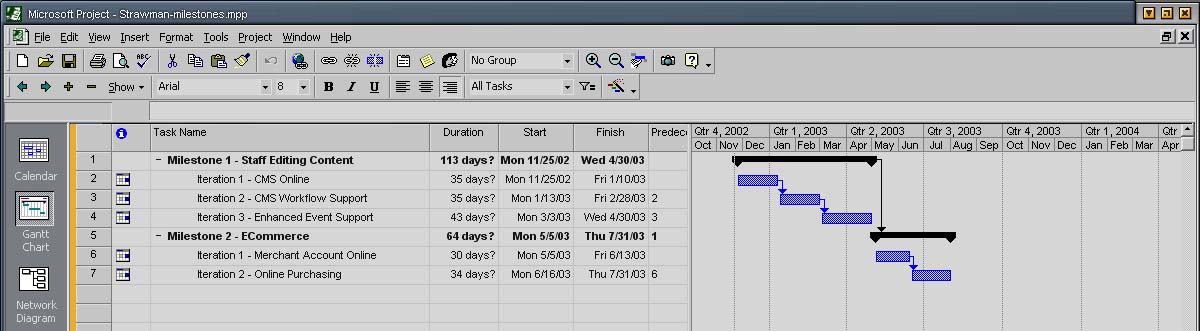 Microsoft Project - Strawman-milestones.mpp
File Edit View Insert Format Tools Project Window Help
No Group
Show Arial 8 B I U All Tasks
Task Name Duration Start Finish Predece Qtr 4, 2002 Qtr 1, 2003 Qtr 2, 2003 Qtr 3, 2003 Qtr 4, 2003 Qtr 1, 2004 Qtr
Oct Nov Dec Jan Feb Mar Apr May Jun Jul Aug Sep Oct Nov Dec Jan Feb Mar Apr
1 − Milestone 1 - Staff Editing Content 113 days? Mon 11/25/02 Wed 4/30/03
2 Iteration 1 - CMS Online 35 days? Mon 11/25/02 Fri 1/10/03
3 Iteration 2 - CMS Workflow Support 35 days? Mon 1/13/03 Fri 2/28/03 2
4 Iteration 3 - Enhanced Event Support 43 days? Mon 3/3/03 Wed 4/30/03 3
5 − Milestone 2 - ECommerce 64 days? Mon 5/5/03 Thu 7/31/03 1
6 Iteration 1 - Merchant Account Online 30 days? Mon 5/5/03 Fri 6/13/03
7 Iteration 2 - Online Purchasing 34 days? Mon 6/16/03 Thu 7/31/03 6
Calendar
Gantt
Chart
Network
Diagram